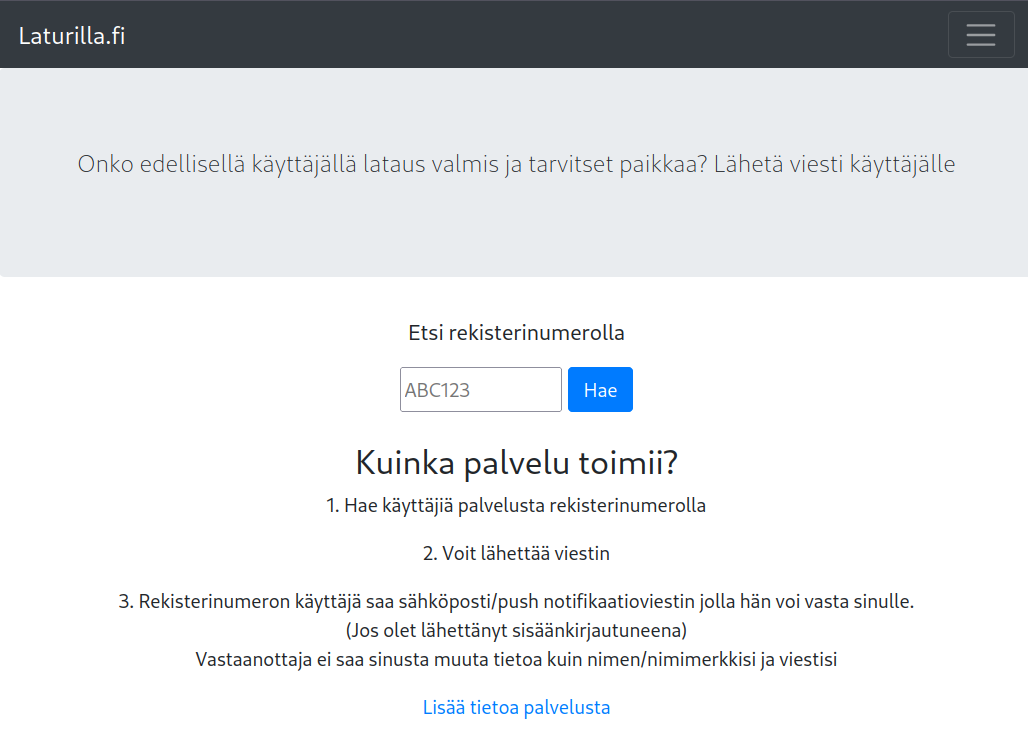 Laturilla.fi
Onko edellisellä käyttäjällä lataus valmis ja tarvitset paikkaa? Lähetä viesti käyttäjälle
Etsi rekisterinumerolla
ABC123 Hae
Kuinka palvelu toimii?
1. Hae käyttäjiä palvelusta rekisterinumerolla
2. Voit lähettää viestin
3. Rekisterinumeron käyttäjä saa sähköposti/push notifikaatioviestin jolla hän voi vasta sinulle.
(Jos olet lähettänyt sisäänkirjautuneena)
Vastaanottaja ei saa sinusta muuta tietoa kuin nimen/nimimerkkisi ja viestisi
Lisää tietoa palvelusta